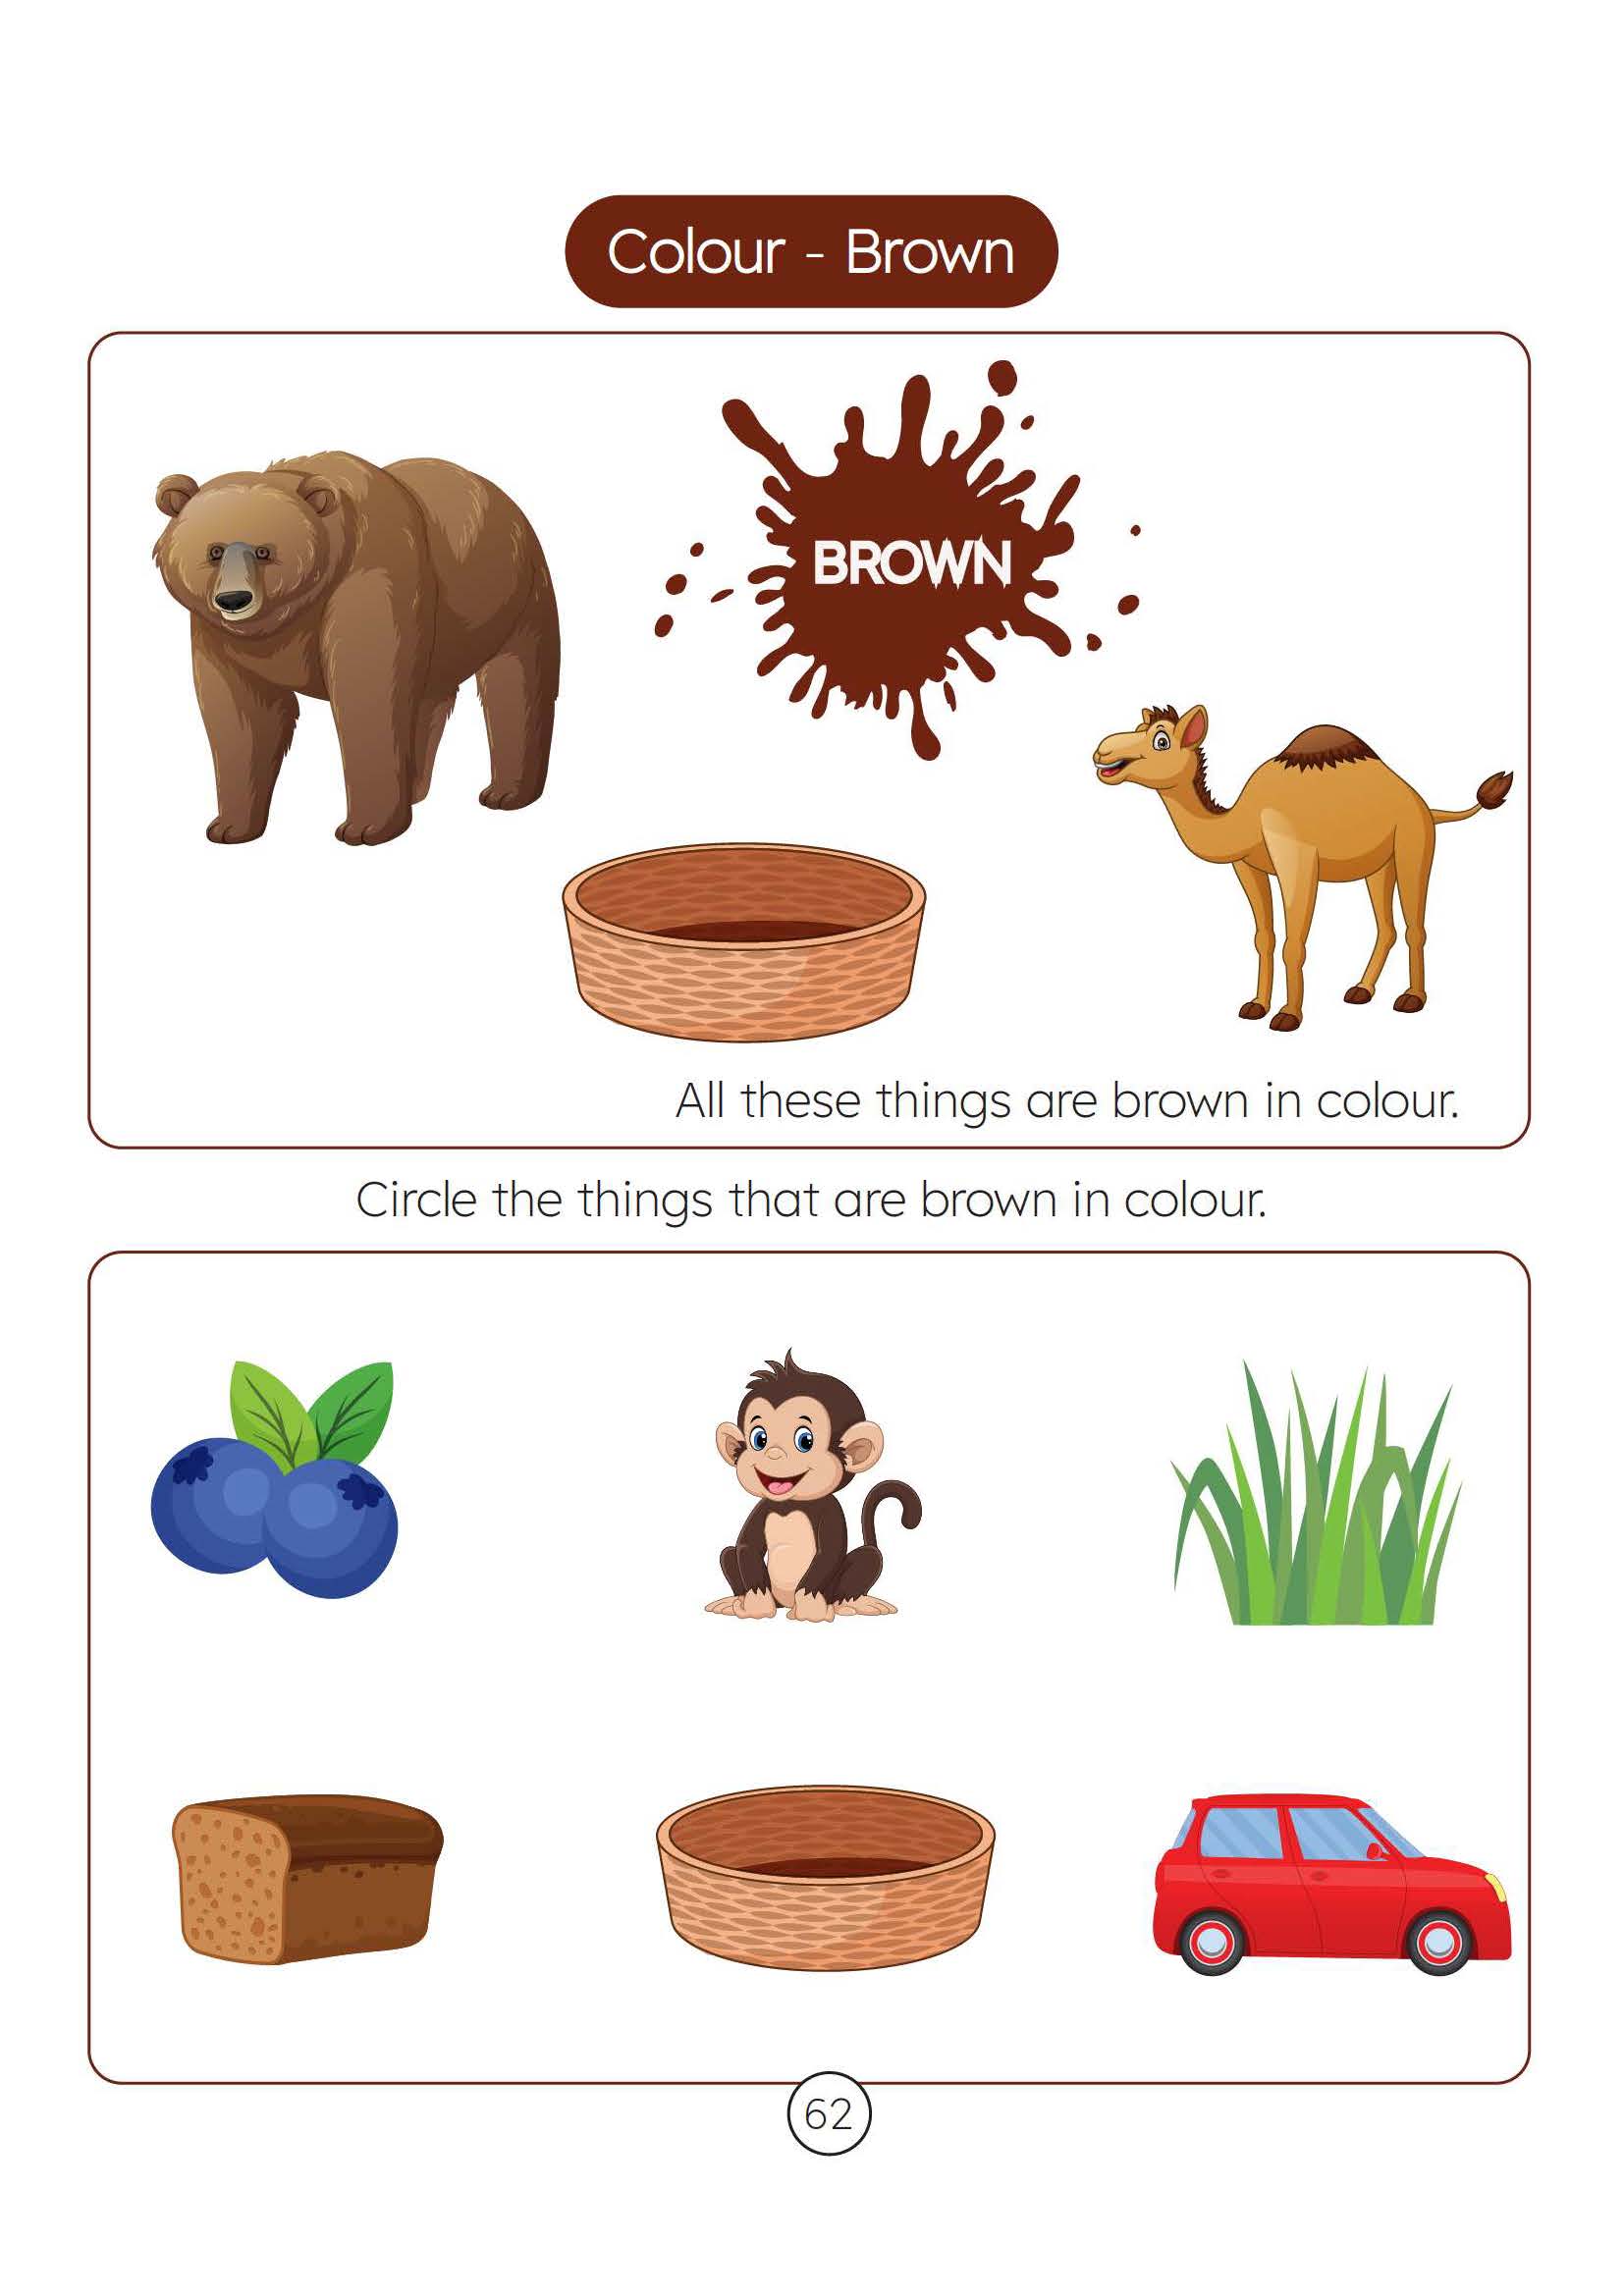 Colour - Brown
BROWN
All these things are brown in colour.
Circle the things that are brown in colour.
62